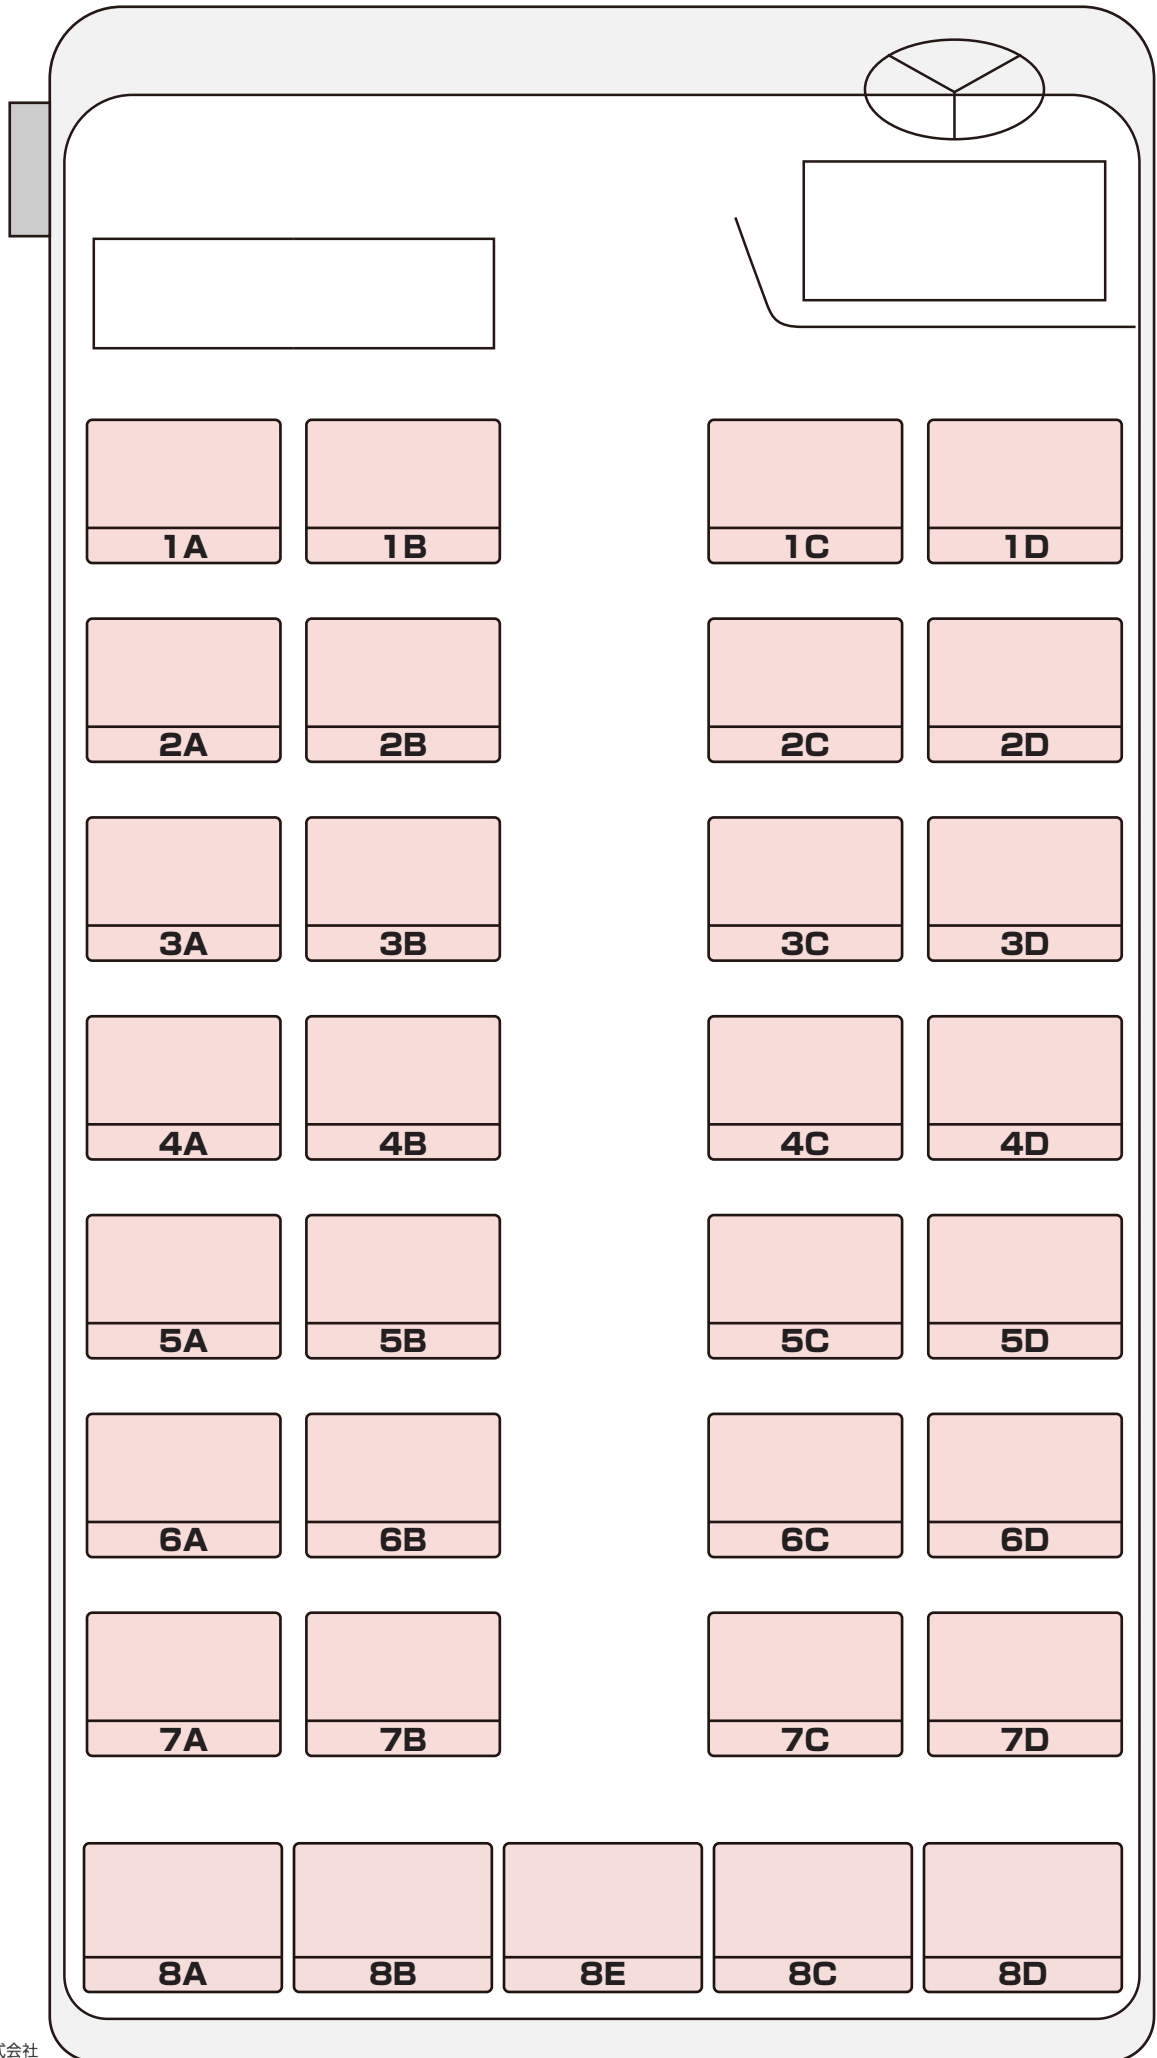 1A 1B 1C 1D
2A 2B 2C 2D
3A 3B 3C 3D
4A 4B 4C 4D
5A 5B 5C 5D
6A 6B 6C 6D
7A 7B 7C 7D
8A 8B 8E 8C 8D
式会社